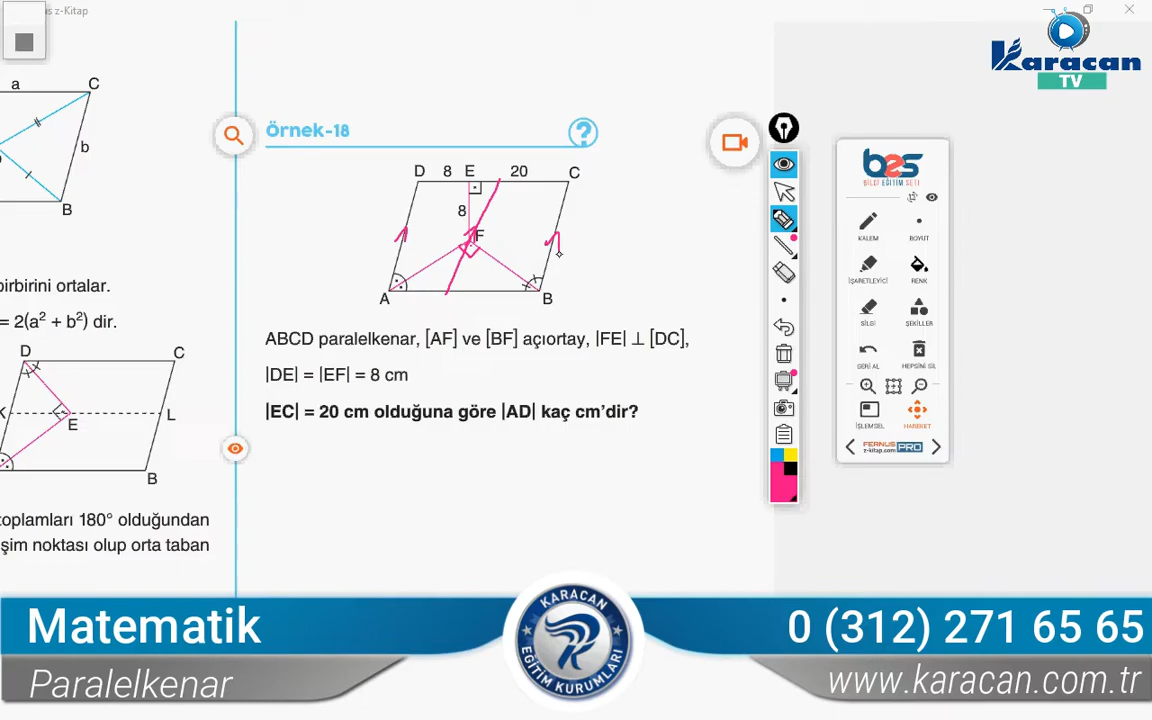 us z-Kitap
Karacan
TV
a
C
b
B
birbirini ortalar.
= 2(a² + b²) dir.
D
C
K
L
E
B
toplamları 180° olduğundan
şim noktası olup orta taban
Örnek-18
?
D 8 E 20 C
8
F
A
B
ABCD paralelkenar, [AF] ve [BF] açıortay, |FE| ⊥ [DC],
|DE| = |EF| = 8 cm
|EC| = 20 cm olduğuna göre |AD| kaç cm'dir?
b2s
BİLGİ EĞİTİM SETİ
KALEM
BOYUT
İŞARETLEYİCİ
RENK
SİLGİ
ŞEKİLLER
GERİ AL
HEPSİNİ SİL
İŞLEMSEL
HAREKET
FERNUS PRO
z-kitap.com
Matematik
Paralelkenar
KARACAN
EĞİTİM KURUMLARI
0 (312) 271 65 65
www.karacan.com.tr